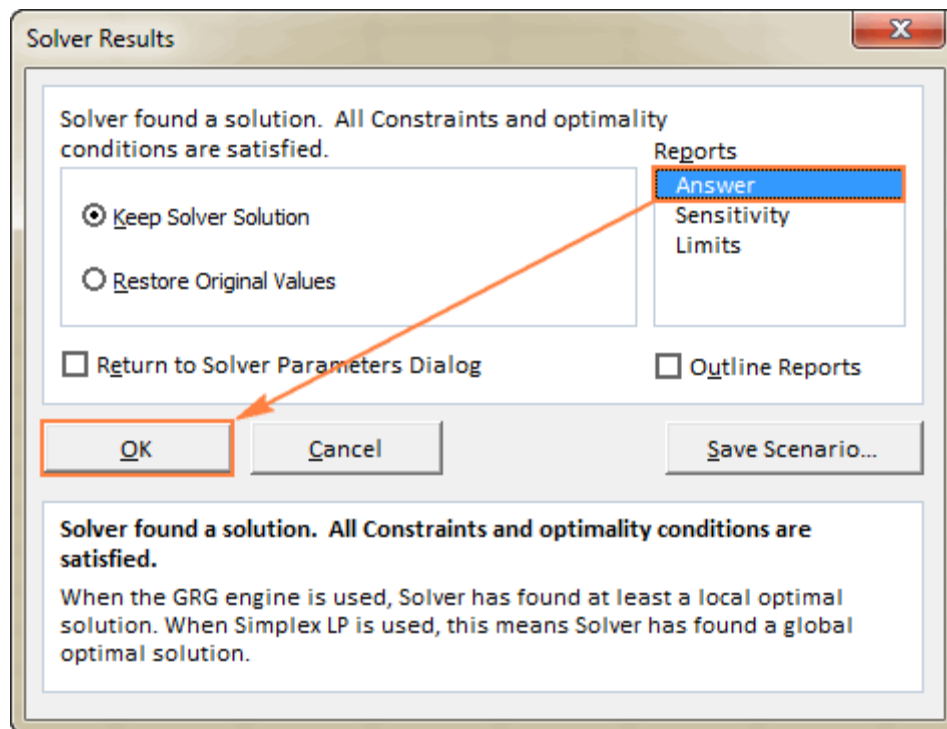 Solver Results
Solver found a solution. All Constraints and optimality
conditions are satisfied.
Reports
Answer
Sensitivity
Limits
Keep Solver Solution
Restore Original Values
Return to Solver Parameters Dialog
Outline Reports
OK
Cancel
Save Scenario...
Solver found a solution. All Constraints and optimality conditions are
satisfied.
When the GRG engine is used, Solver has found at least a local optimal
solution. When Simplex LP is used, this means Solver has found a global
optimal solution.